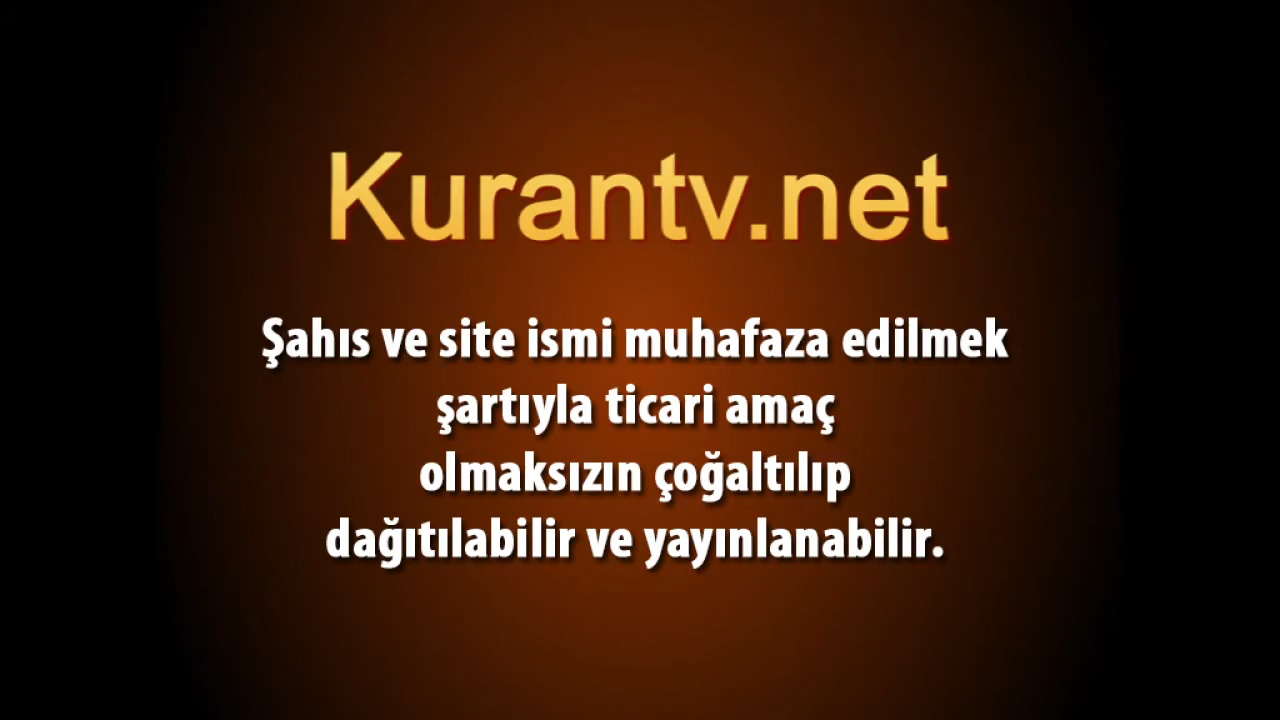 Kurantv.net
Şahıs ve site ismi muhafaza edilmek
şartıyla ticari amaç
olmaksızın çoğaltılıp
dağıtılabilir ve yayınlanabilir.